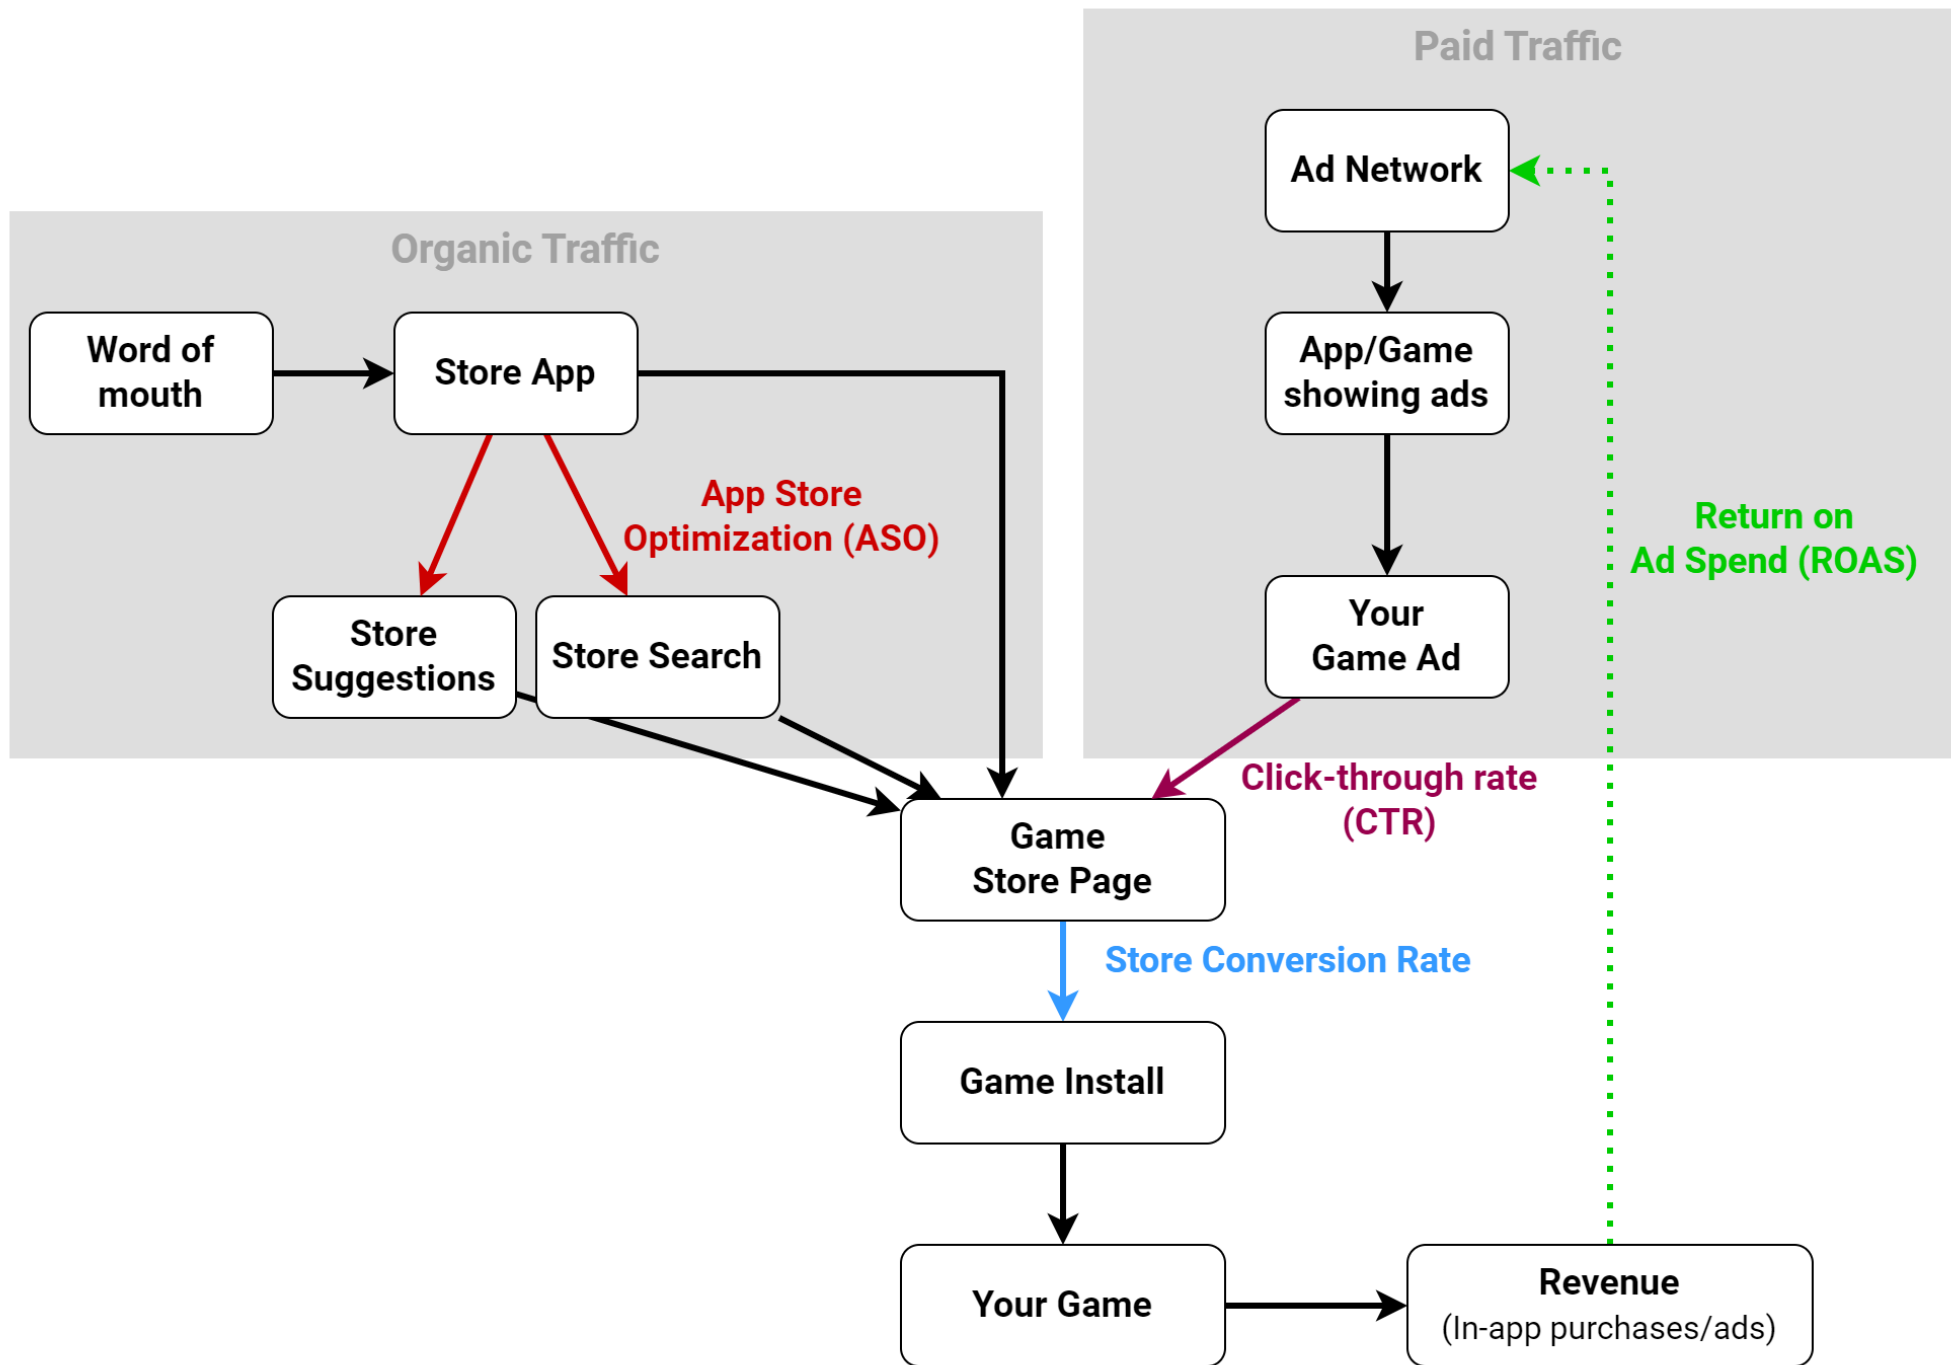 Paid Traffic
Ad Network
Organic Traffic
Word of
mouth
Store App
App/Game
showing ads
App Store
Optimization (ASO)
Return on
Ad Spend (ROAS)
Store
Suggestions
Store Search
Your
Game Ad
Click-through rate
(CTR)
Game
Store Page
Store Conversion Rate
Game Install
Your Game
Revenue
(In-app purchases/ads)